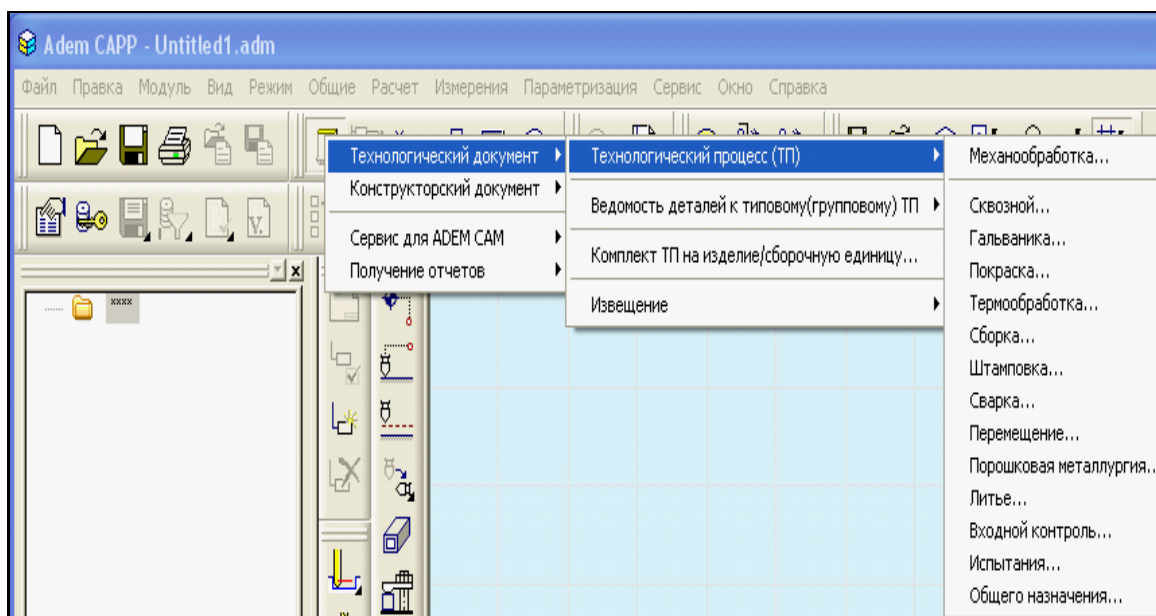 Adem CAPP - Untitled1.adm
Файл Правка Модуль Вид Режим Общие Расчет Измерения Параметризация Сервис Окно Справка
Технологический документ
Конструкторский документ
Сервис для ADEM CAM
Получение отчетов
Технологический процесс (ТП)
Ведомость деталей к типовому(групповому) ТП
Комплект ТП на изделие/сборочную единицу...
Извещение
Механообработка...
Сквозной...
Гальваника...
Покраска...
Термообработка...
Сборка...
Штамповка...
Сварка...
Перемещение...
Порошковая металлургия..
Литье...
Входной контроль...
Испытания...
Общего назначения...
V.
xxxx